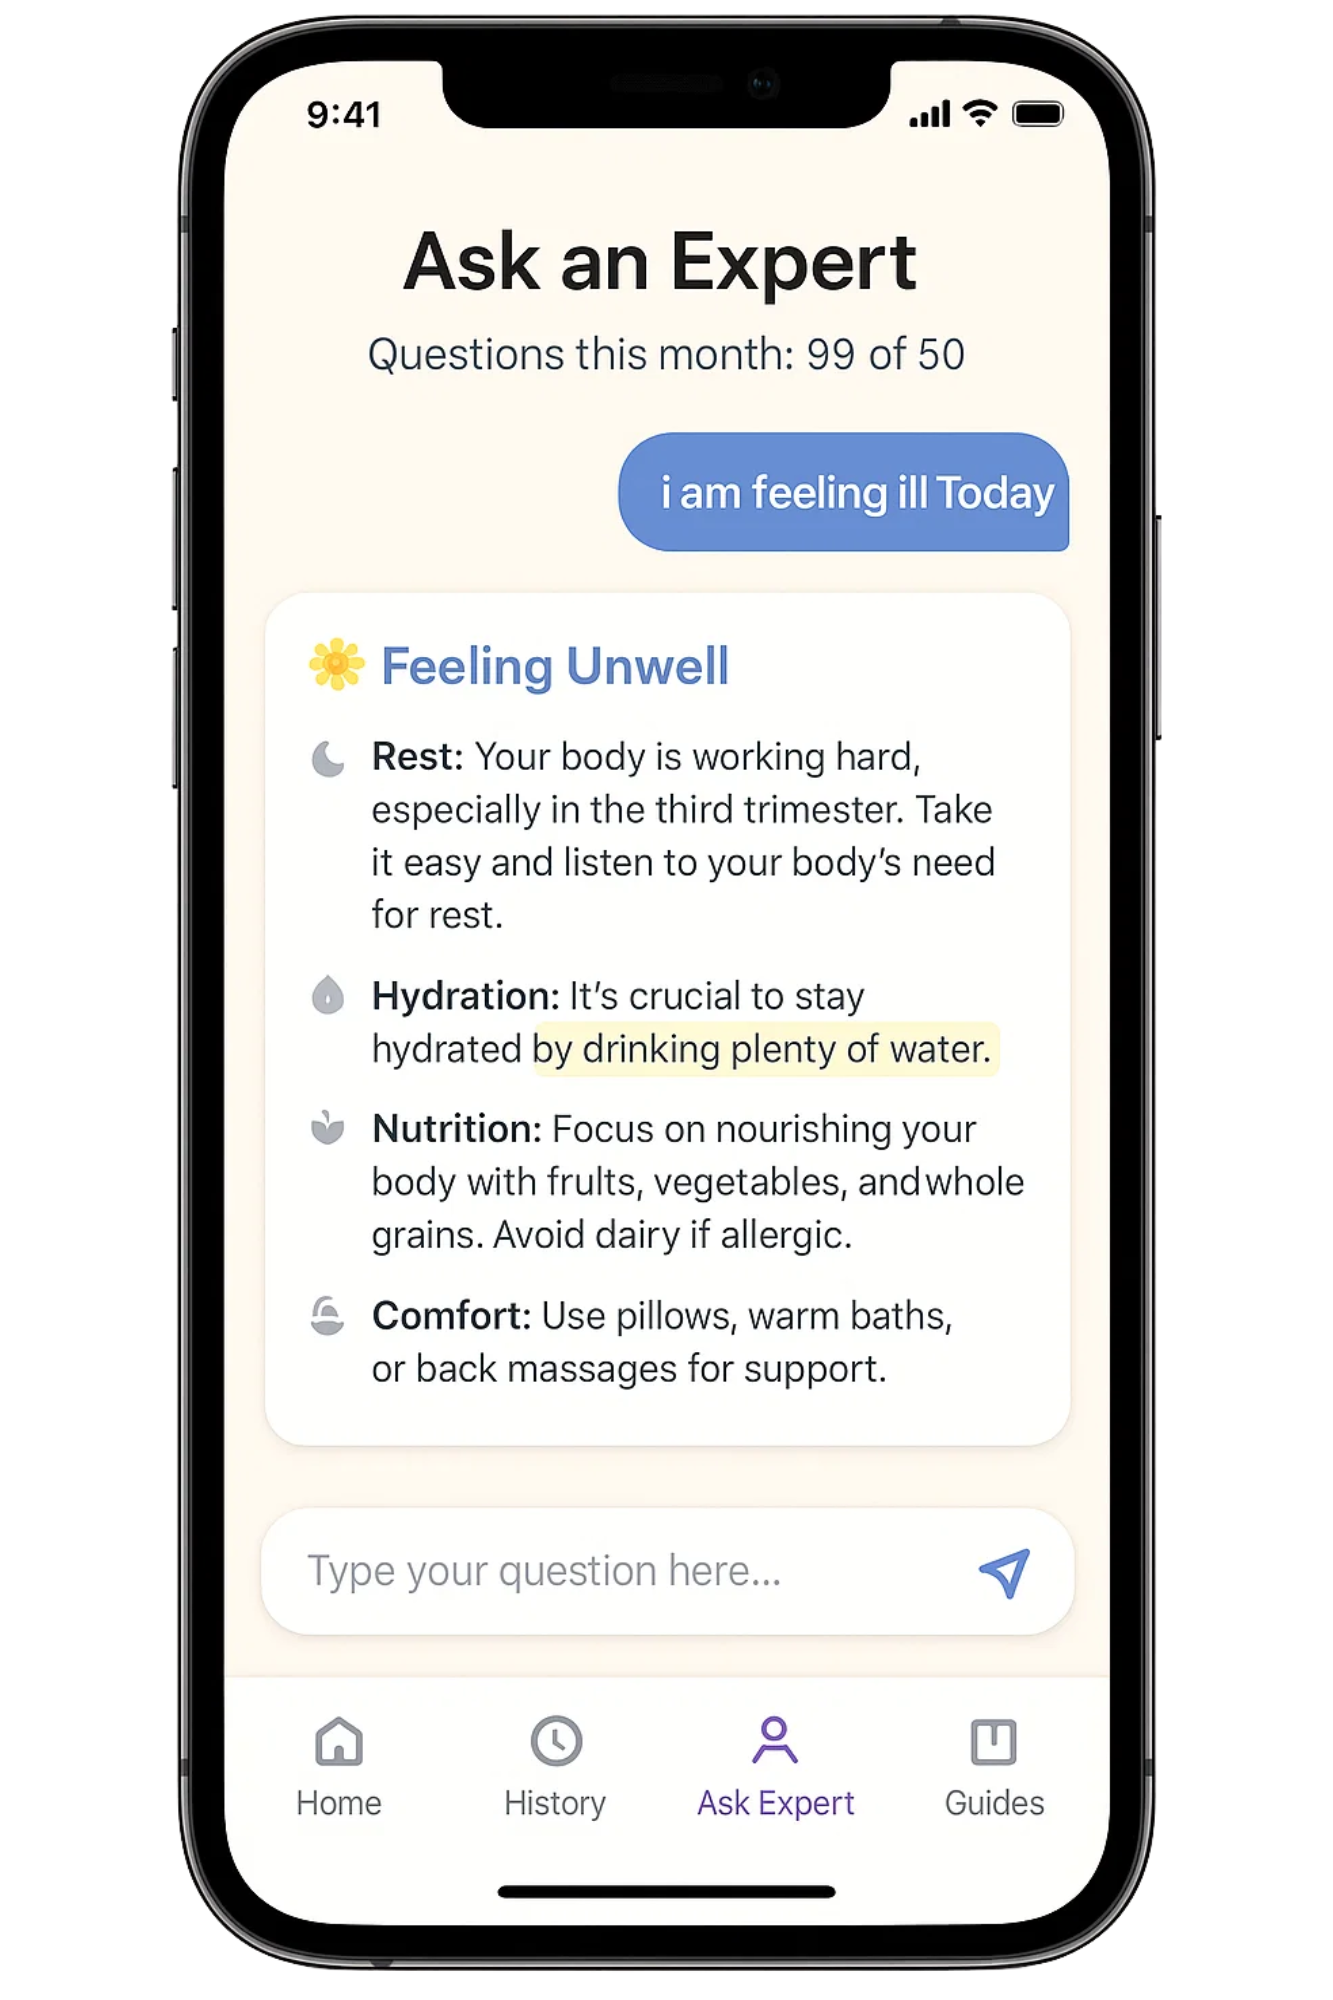 9:41
Ask an Expert
Questions this month: 99 of 50
i am feeling ill Today
Feeling Unwell
Rest: Your body is working hard,
especially in the third trimester. Take
it easy and listen to your body’s need
for rest.
Hydration: It’s crucial to stay
hydrated by drinking plenty of water.
Nutrition: Focus on nourishing your
body with fruits, vegetables, and whole
grains. Avoid dairy if allergic.
Comfort: Use pillows, warm baths,
or back massages for support.
Type your question here...
Home History Ask Expert Guides